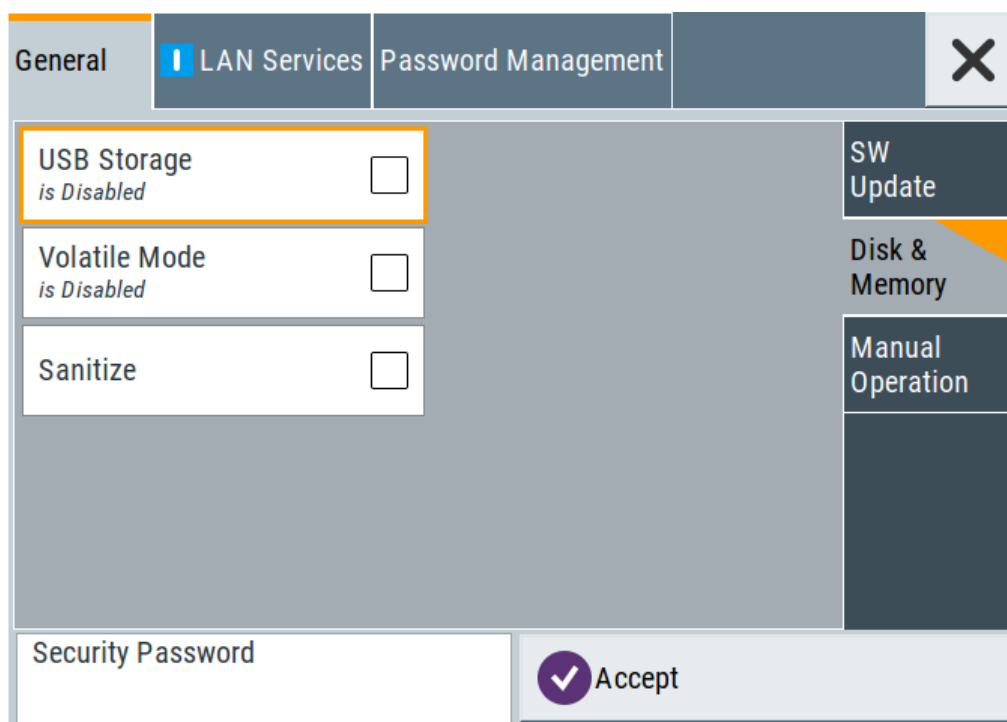 General
LAN Services
Password Management
USB Storage
is Disabled
Volatile Mode
is Disabled
Sanitize
SW
Update
Disk &
Memory
Manual
Operation
Security Password
Accept